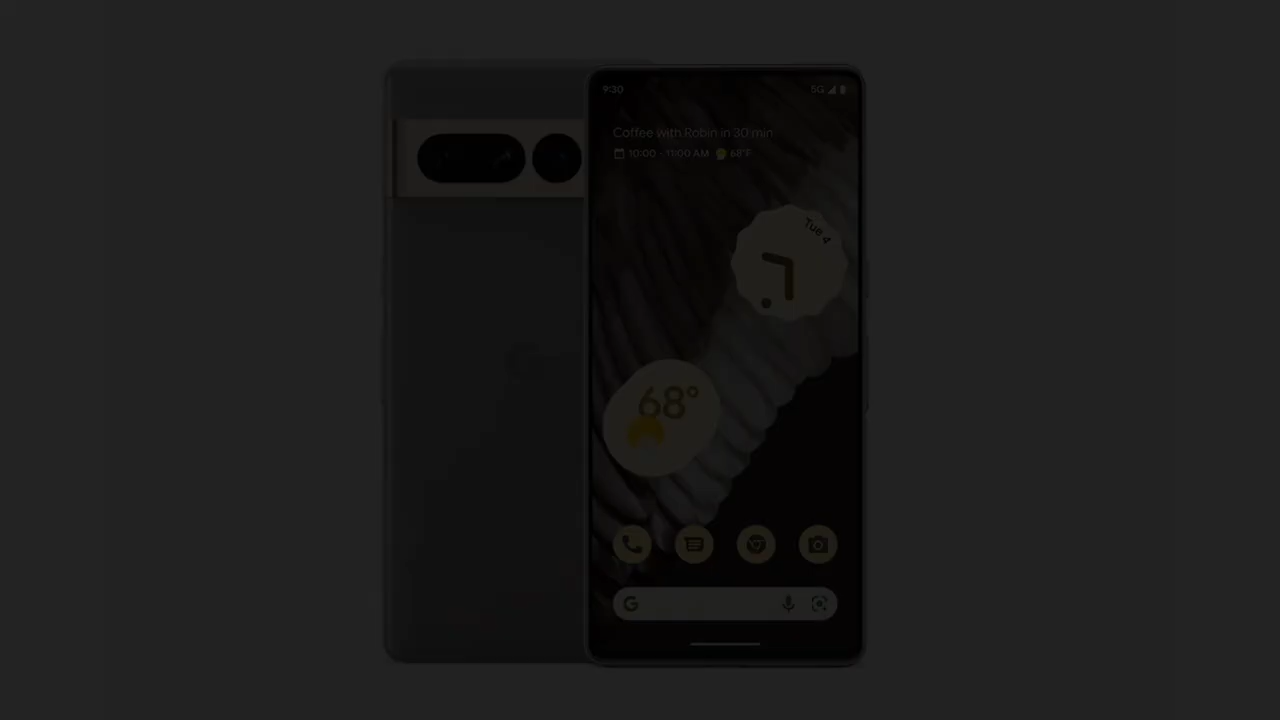 9:30
5G
Coffee with Robin in 30 min
10:00 - 11:00 AM 68°F
Tue 4
68°